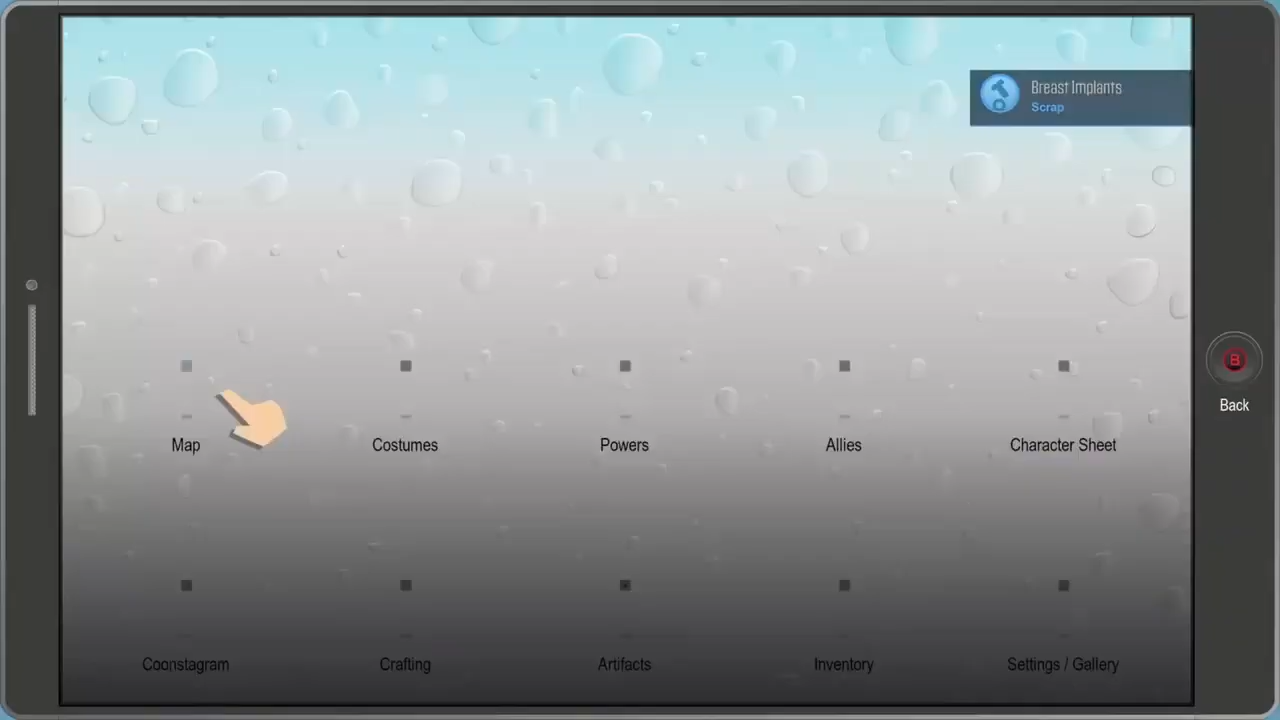 Breast Implants
Scrap
B
Back
Map
Costumes
Powers
Allies
Character Sheet
Coonstagram
Crafting
Artifacts
Inventory
Settings / Gallery